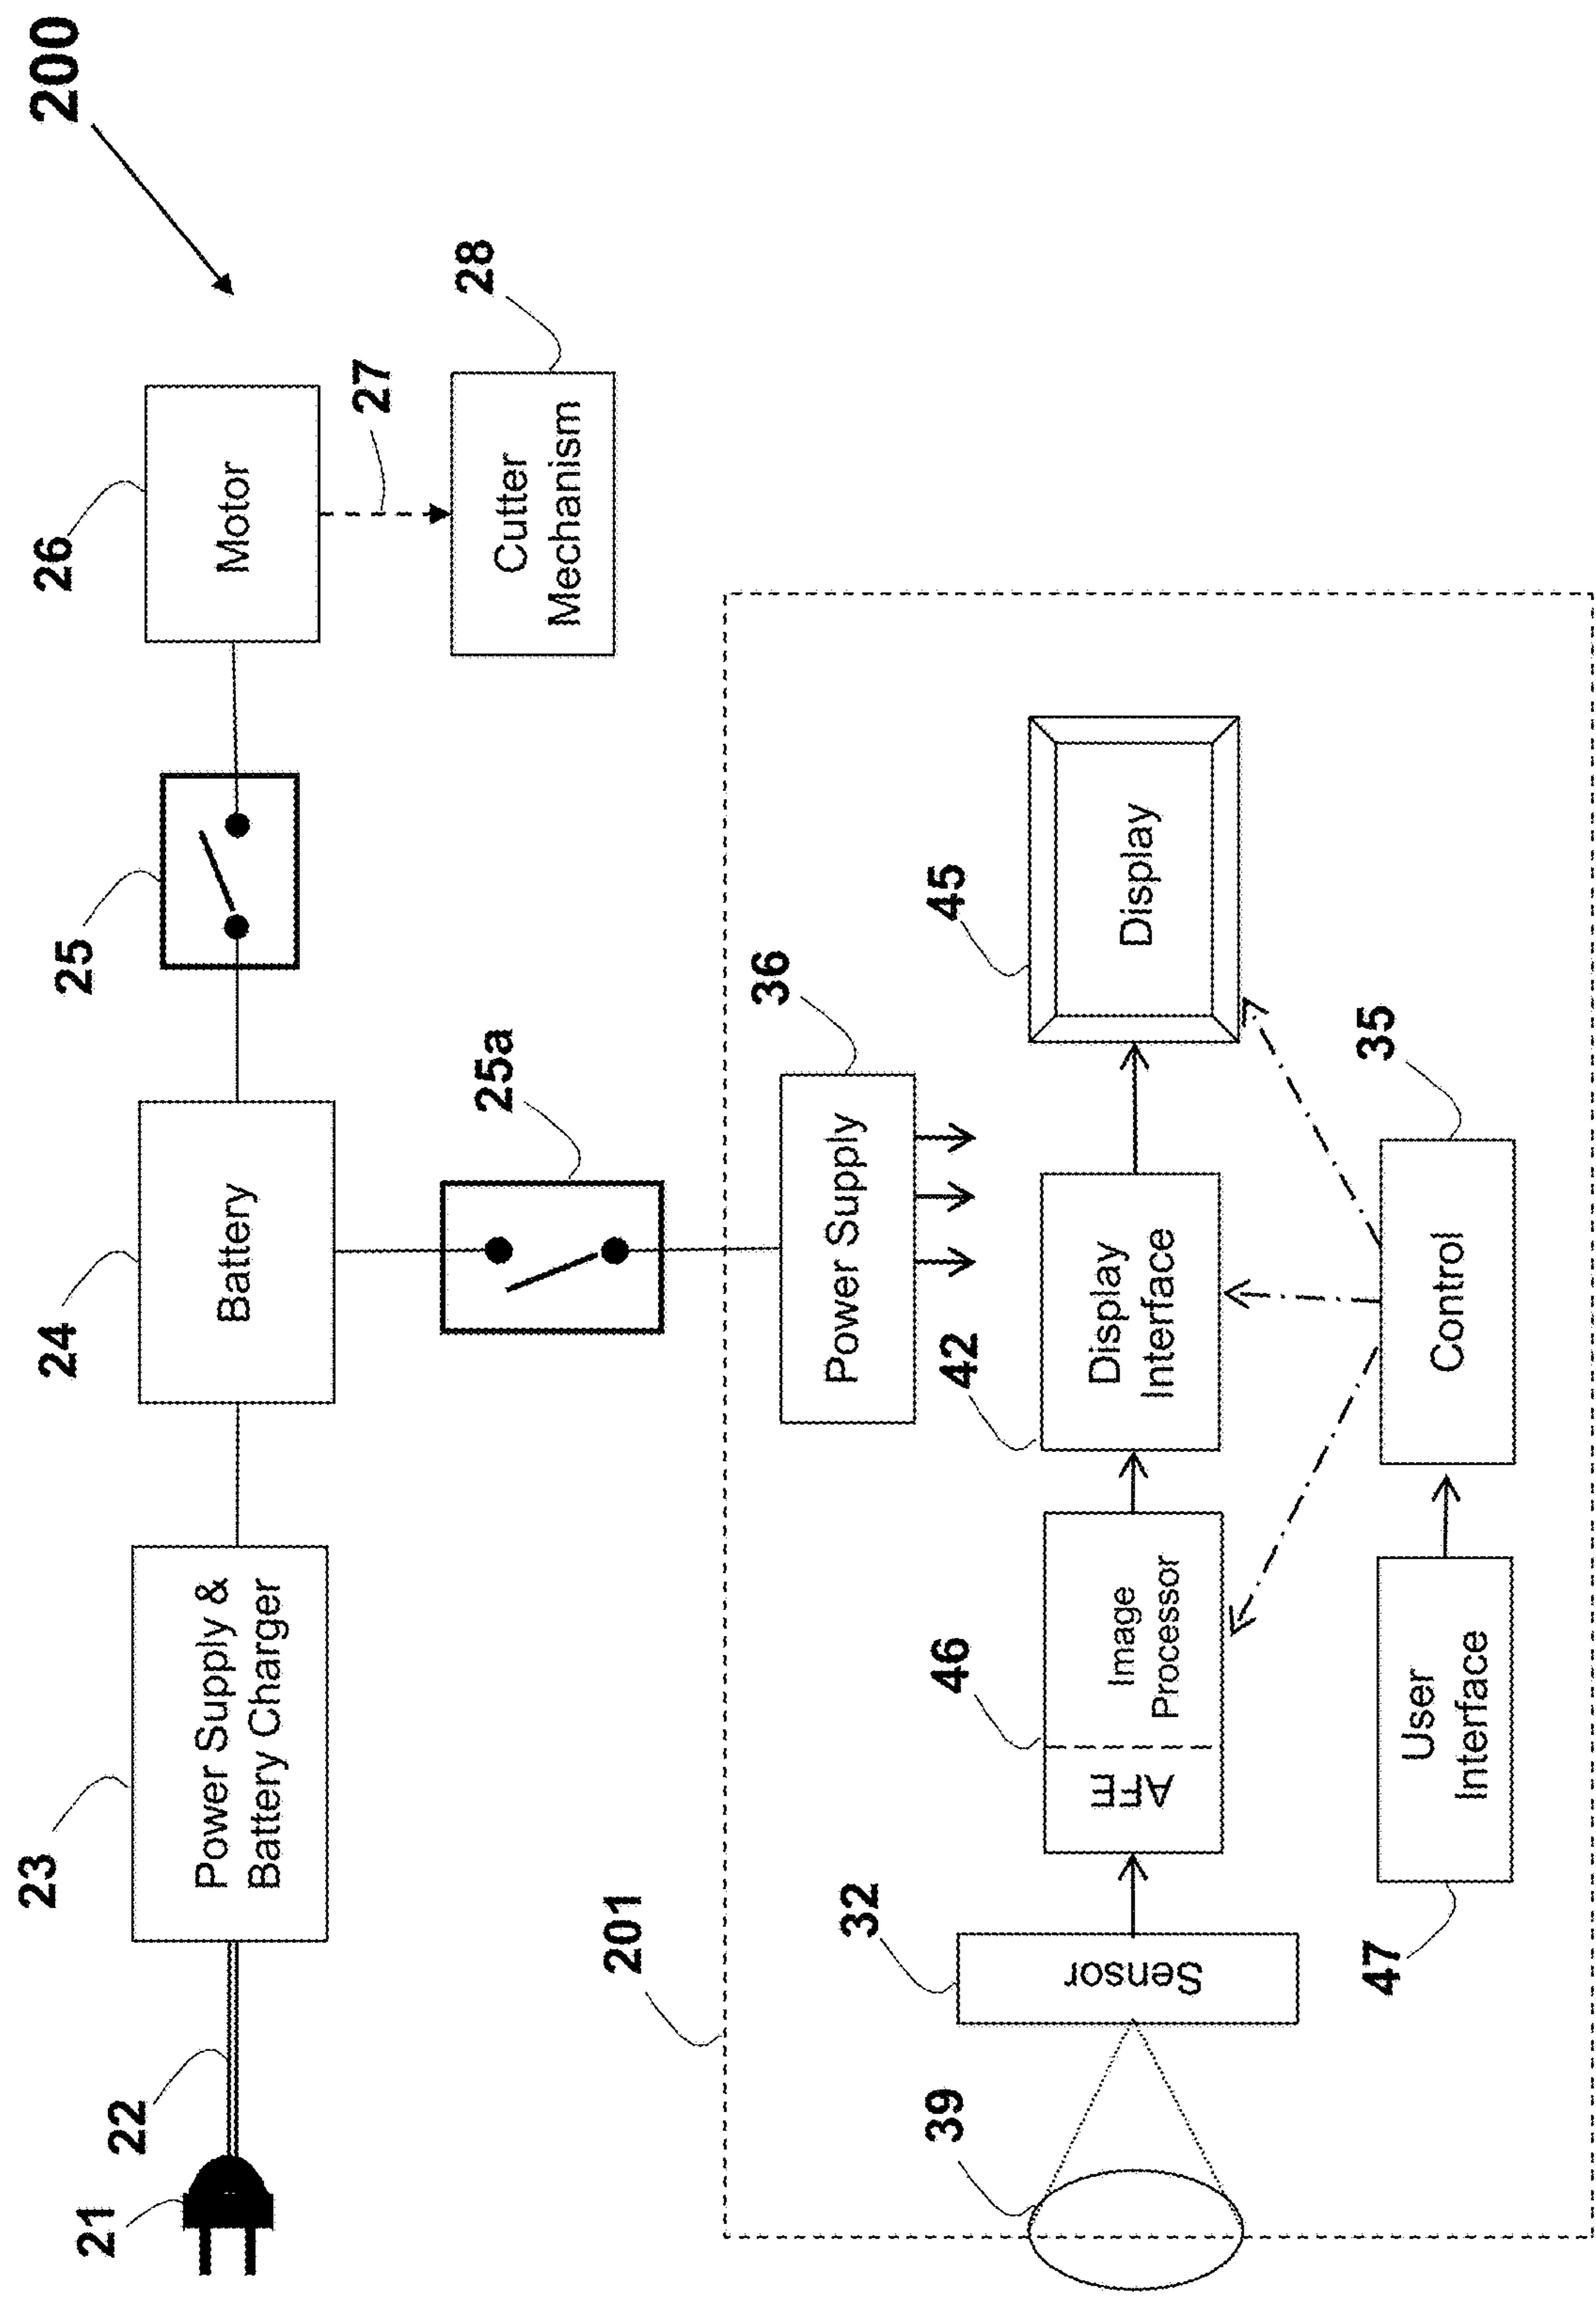 200
21
22
23
Power Supply &
Battery Charger
24
Battery
25
26
Motor
27
28
Cutter
Mechanism
25a
201
36
Power Supply
39
32
Sensor
46
AFE
Image
Processor
42
Display
Interface
45
Display
47
User
Interface
35
Control